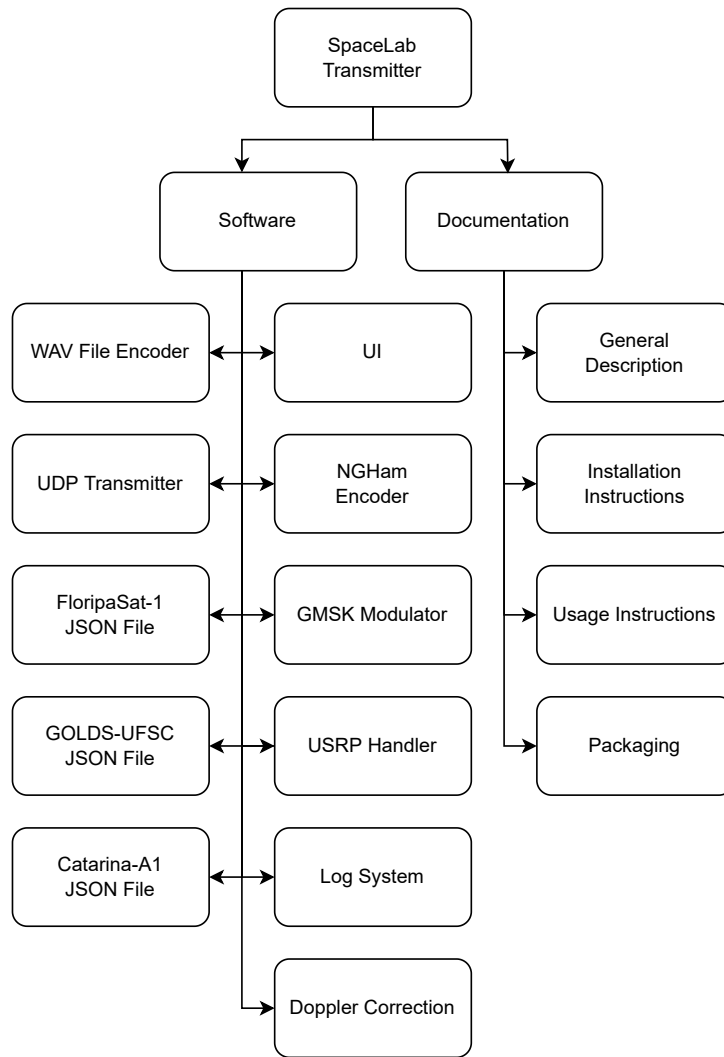 SpaceLab
Transmitter
Software
Documentation
WAV File Encoder
UI
General
Description
UDP Transmitter
NGHam
Encoder
Installation
Instructions
FloripaSat-1
JSON File
GMSK Modulator
Usage Instructions
GOLDS-UFSC
JSON File
USRP Handler
Packaging
Catarina-A1
JSON File
Log System
Doppler Correction